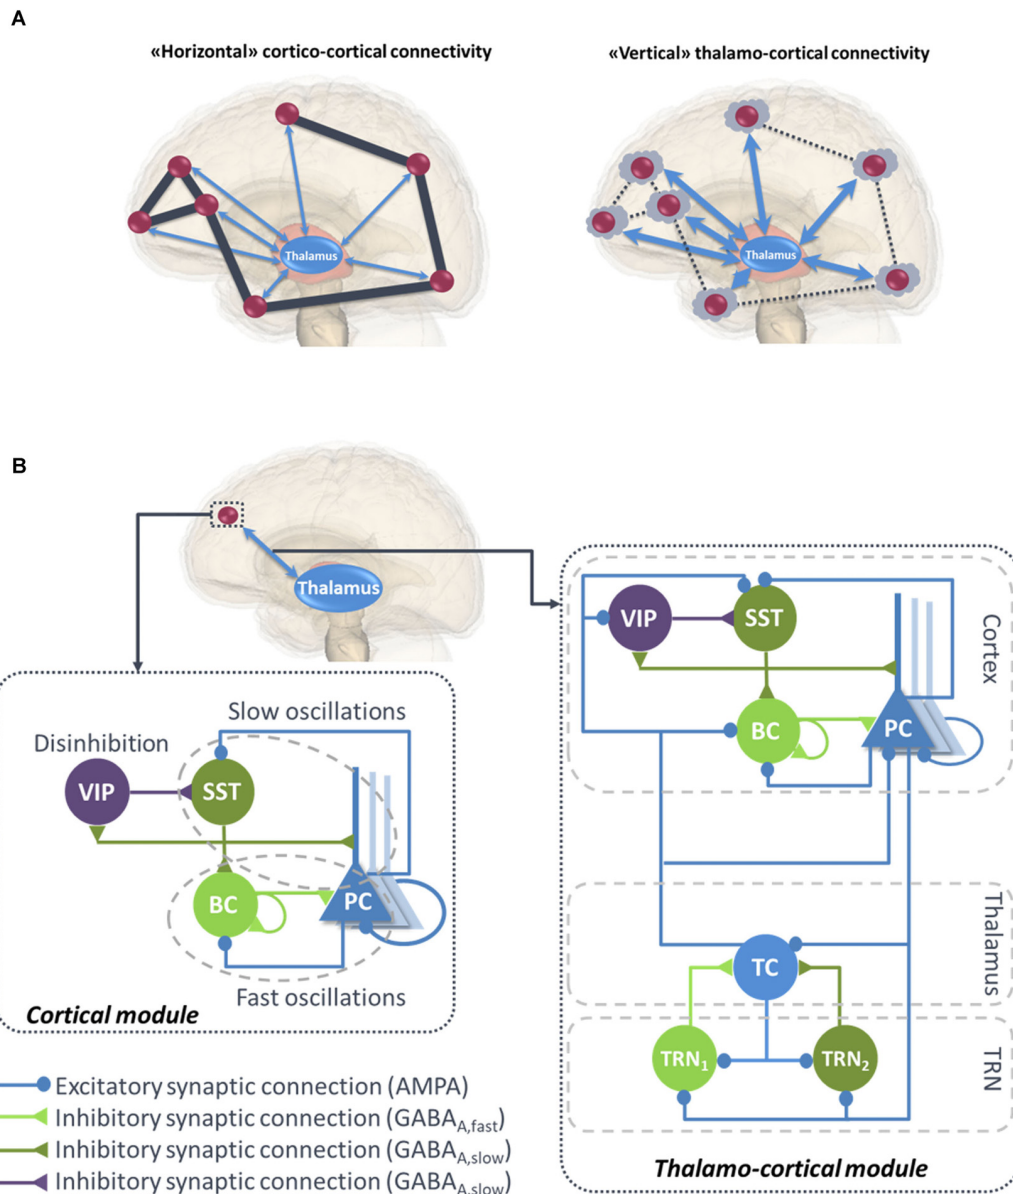 A
«Horizontal» cortico-cortical connectivity
«Vertical» thalamo-cortical connectivity
Thalamus
Thalamus
B
Thalamus
Slow oscillations
Disinhibition
VIP
SST
BC
PC
Fast oscillations
Cortical module
VIP
SST
Cortex
BC
PC
Thalamus
TC
TRN
TRN1
TRN2
Thalamo-cortical module
Excitatory synaptic connection (AMPA)
Inhibitory synaptic connection (GABAA,fast)
Inhibitory synaptic connection (GABAA,slow)
Inhibitory synaptic connection (GABAA,slow)